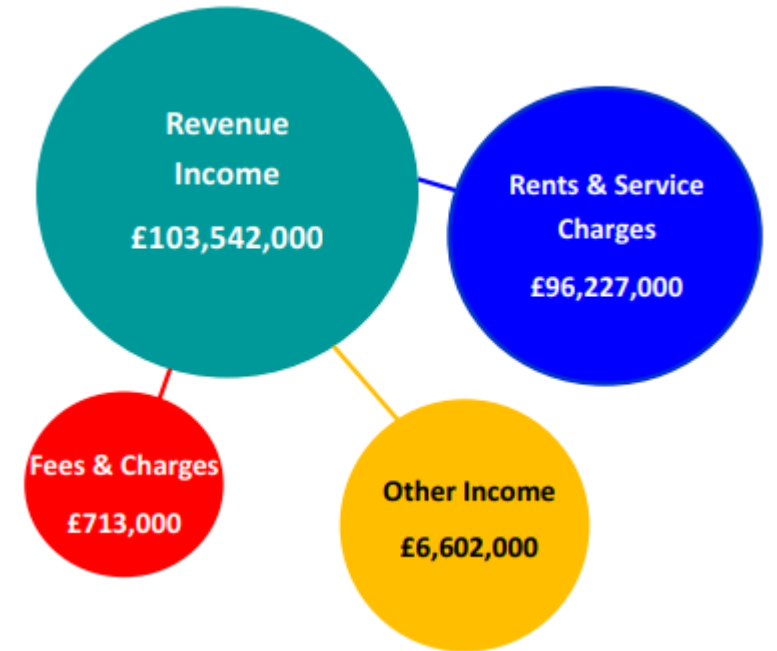 Revenue
Income
£103,542,000
Rents & Service
Charges
£96,227,000
Fees & Charges
£713,000
Other Income
£6,602,000